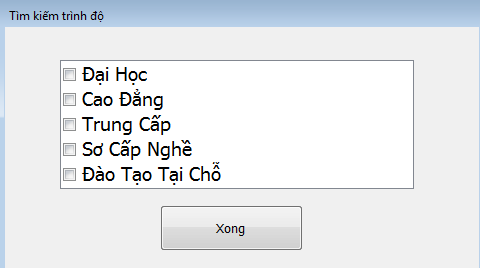 Tìm kiếm trình độ
Đại Học
Cao Đẳng
Trung Cấp
Sơ Cấp Nghề
Đào Tạo Tại Chỗ
Xong